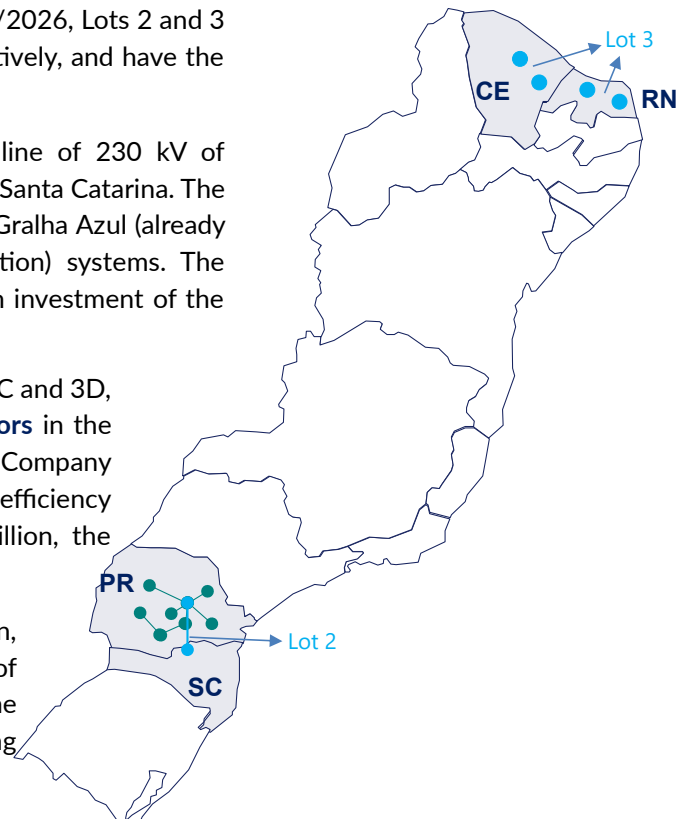 /2026, Lots 2 and 3
tively, and have the
line of 230 kV of
Santa Catarina. The
Gralha Azul (already
tion) systems. The
n investment of the
C and 3D,
ors in the
Company
efficiency
illion, the
n,
of
ne
ng
Lot 3
CE
RN
PR
Lot 2
SC